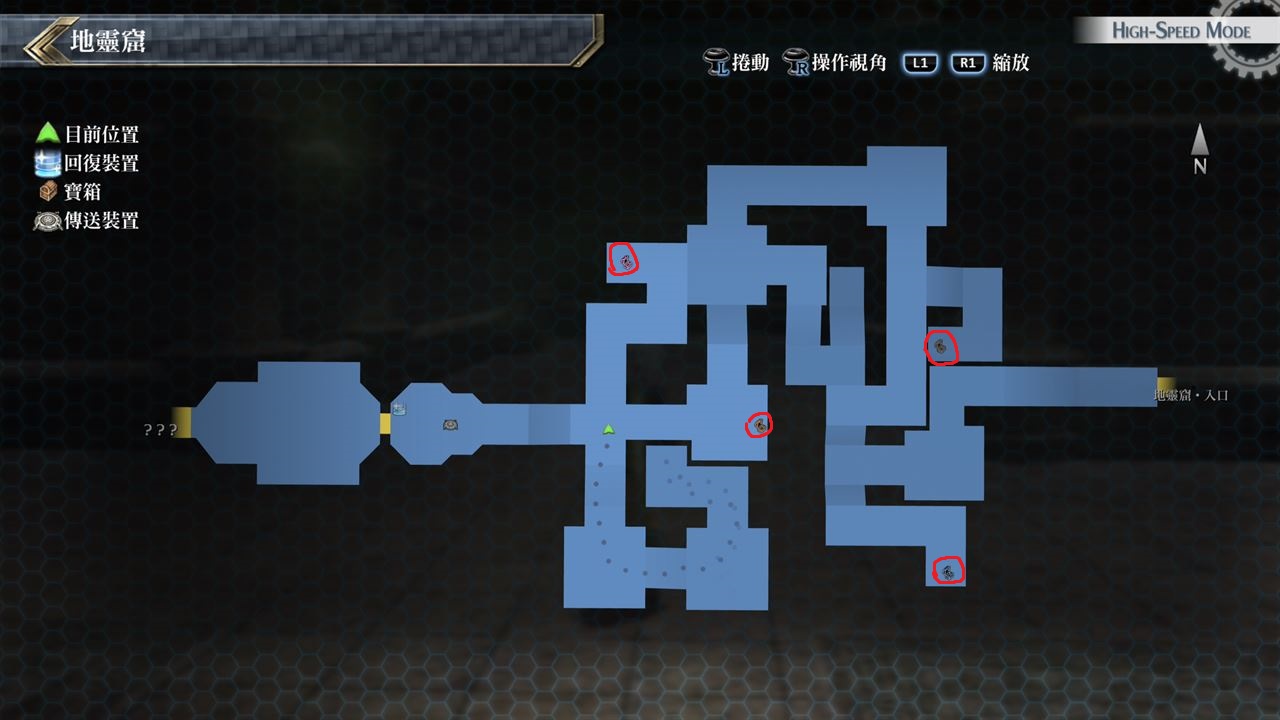 地靈窟
HIGH-SPEED MODE
L 捲動 R 操作視角 L1 R1 縮放
目前位置
回復裝置
寶箱
傳送裝置
N
地靈窟・入口
???